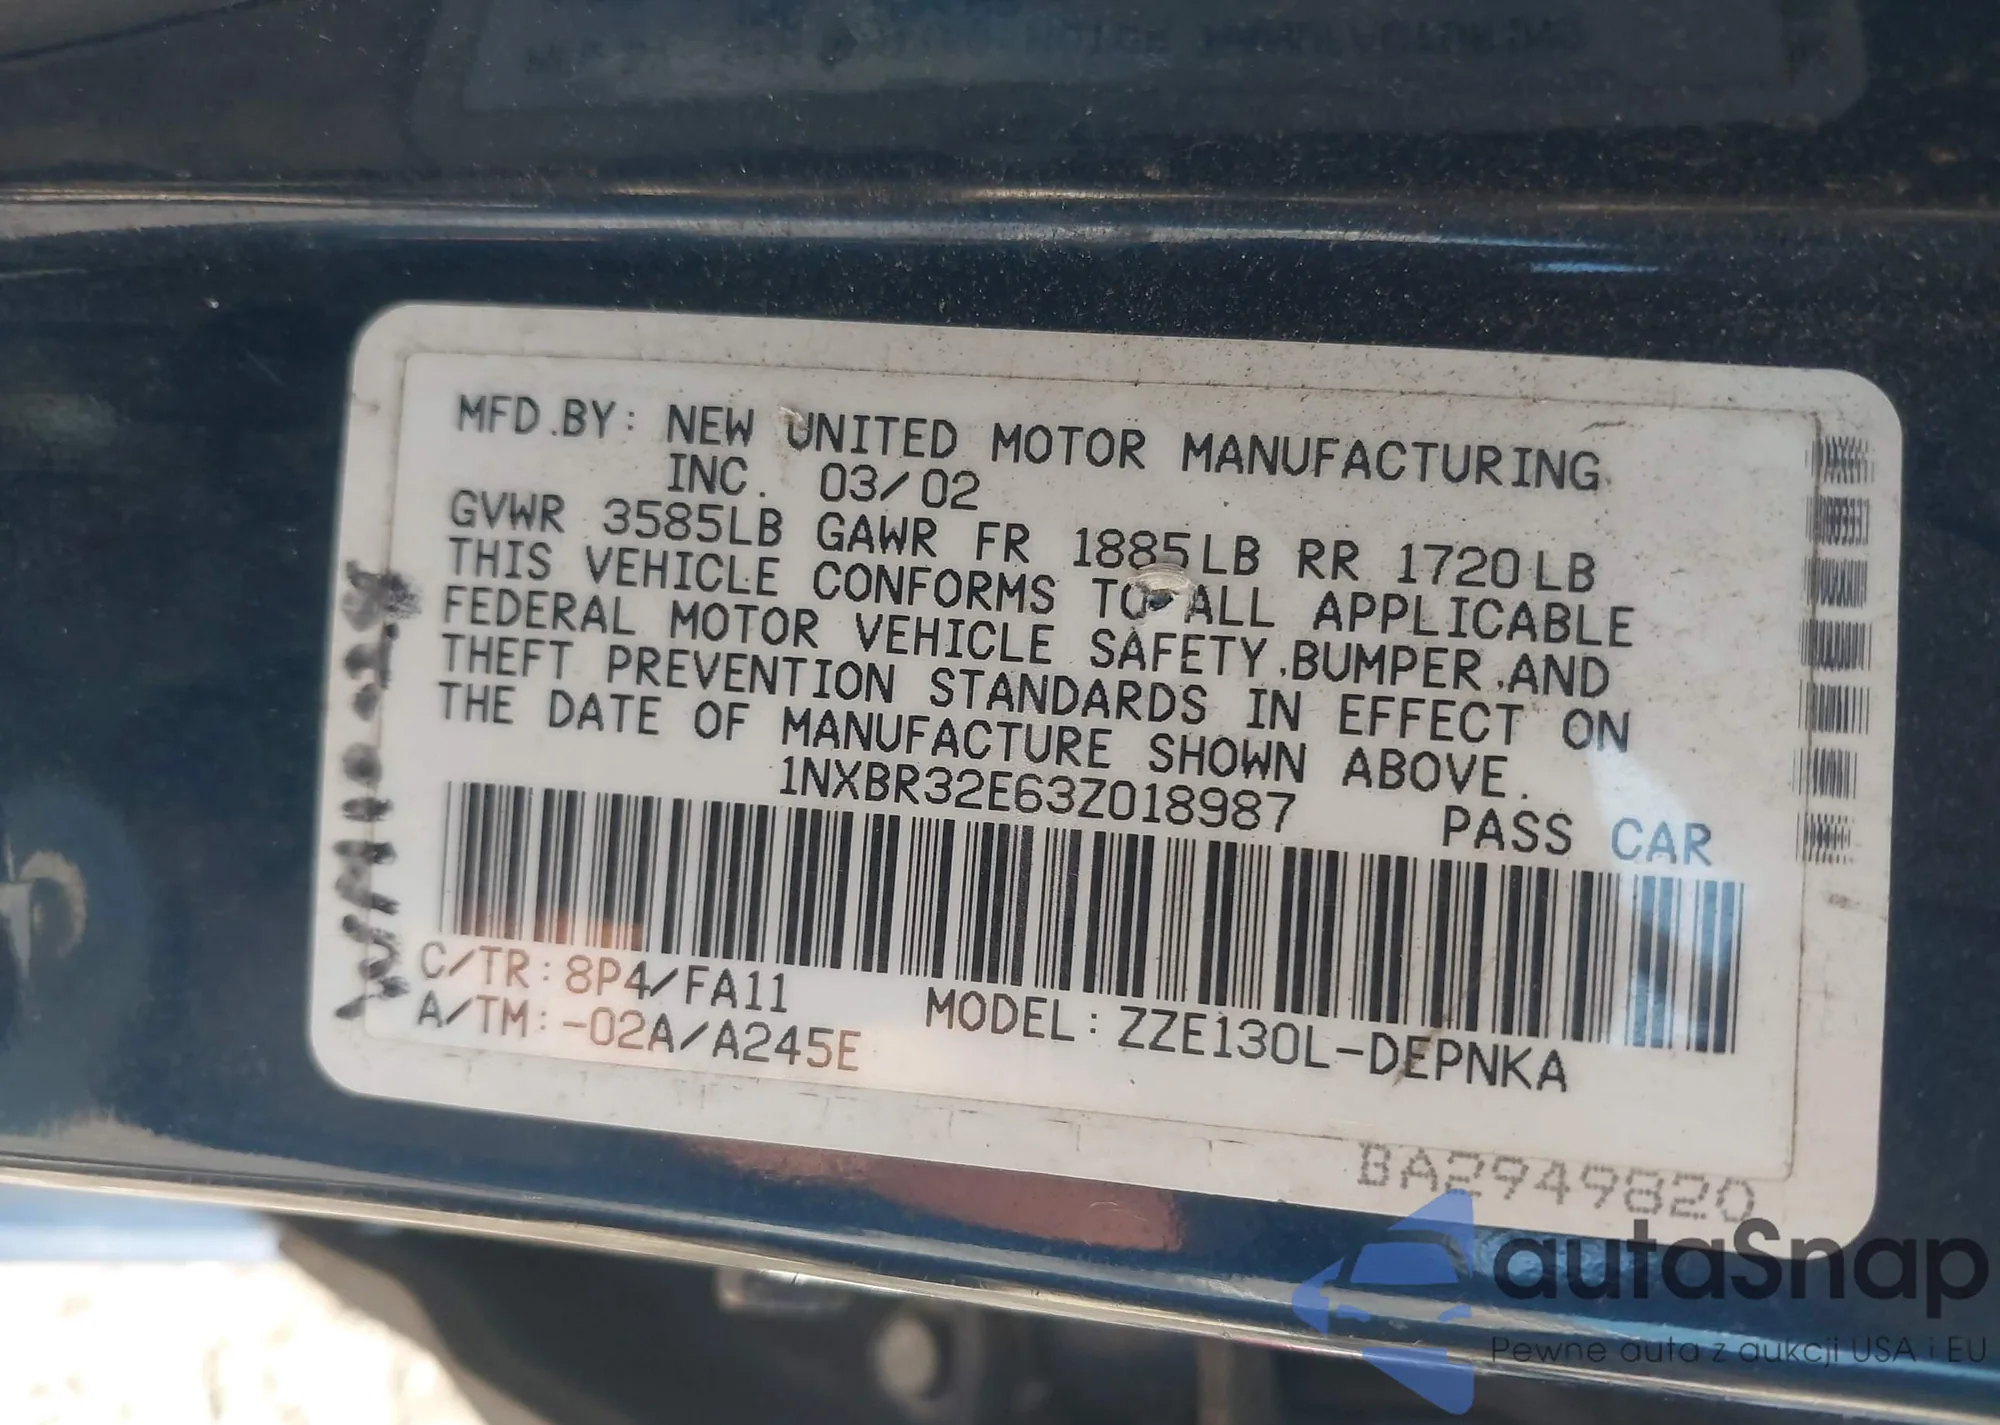 MFD.BY: NEW UNITED MOTOR MANUFACTURING
INC. 03/02
GVWR 3585LB GAWR FR 1885LB RR 1720LB
THIS VEHICLE CONFORMS TO ALL APPLICABLE
FEDERAL MOTOR VEHICLE SAFETY,BUMPER,AND
THEFT PREVENTION STANDARDS IN EFFECT ON
THE DATE OF MANUFACTURE SHOWN ABOVE.
1NXBR32E63Z018987 PASS CAR
C/TR: 8P4/FA11
A/TM: -02A/A245E
MODEL: ZZE130L-DEPNKA
BA2949820
autaSnap
Pewne auta z aukcji USA i EU